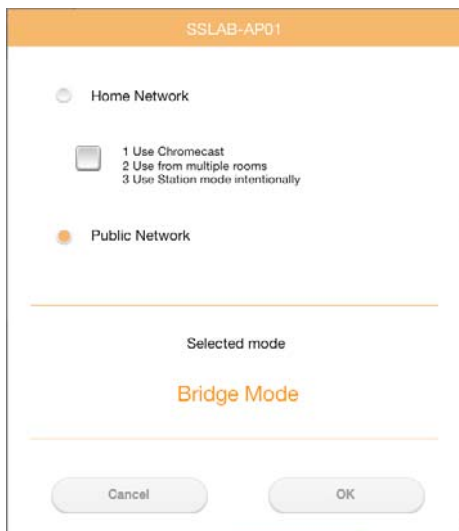 SSLAB-AP01
Home Network
1 Use Chromecast
2 Use from multiple rooms
3 Use Station mode intentionally
Public Network
Selected mode
Bridge Mode
Cancel
OK